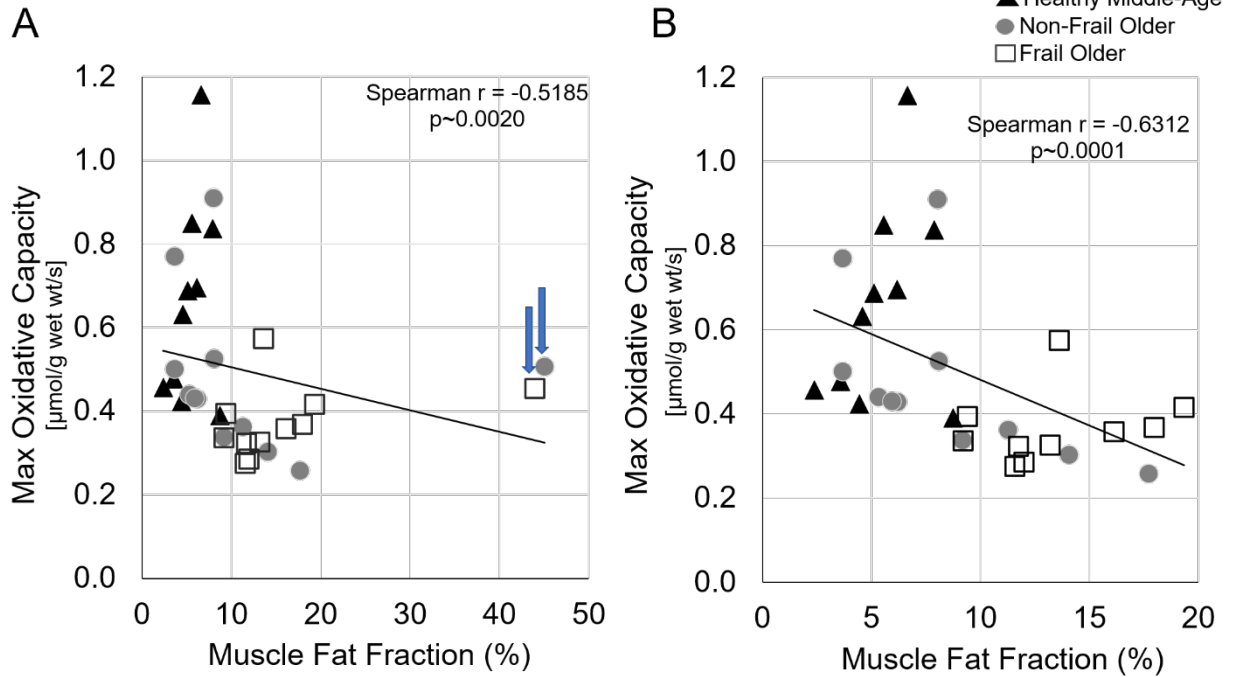 A
Max Oxidative Capacity
[µmol/g wet wt/s]
1.2
1.0
0.8
0.6
0.4
0.2
0.0
Spearman r = -0.5185
p~0.0020
0 10 20 30 40 50
Muscle Fat Fraction (%)
B
Healthy Middle-Age
Non-Frail Older
Frail Older
Max Oxidative Capacity
[µmol/g wet wt/s]
1.2
1.0
0.8
0.6
0.4
0.2
0.0
Spearman r = -0.6312
p~0.0001
0 5 10 15 20
Muscle Fat Fraction (%)